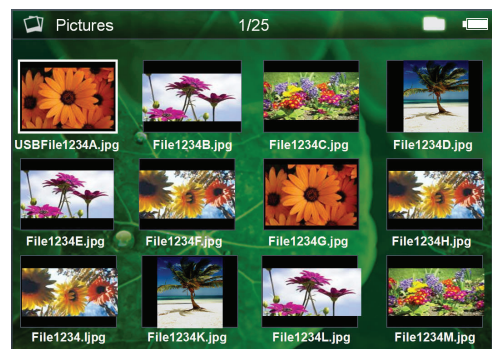 Pictures 1/25
USBFile1234A.jpg File1234B.jpg File1234C.jpg File1234D.jpg
File1234E.jpg File1234F.jpg File1234G.jpg File1234H.jpg
File1234.Ijpg File1234K.jpg File1234L.jpg File1234M.jpg